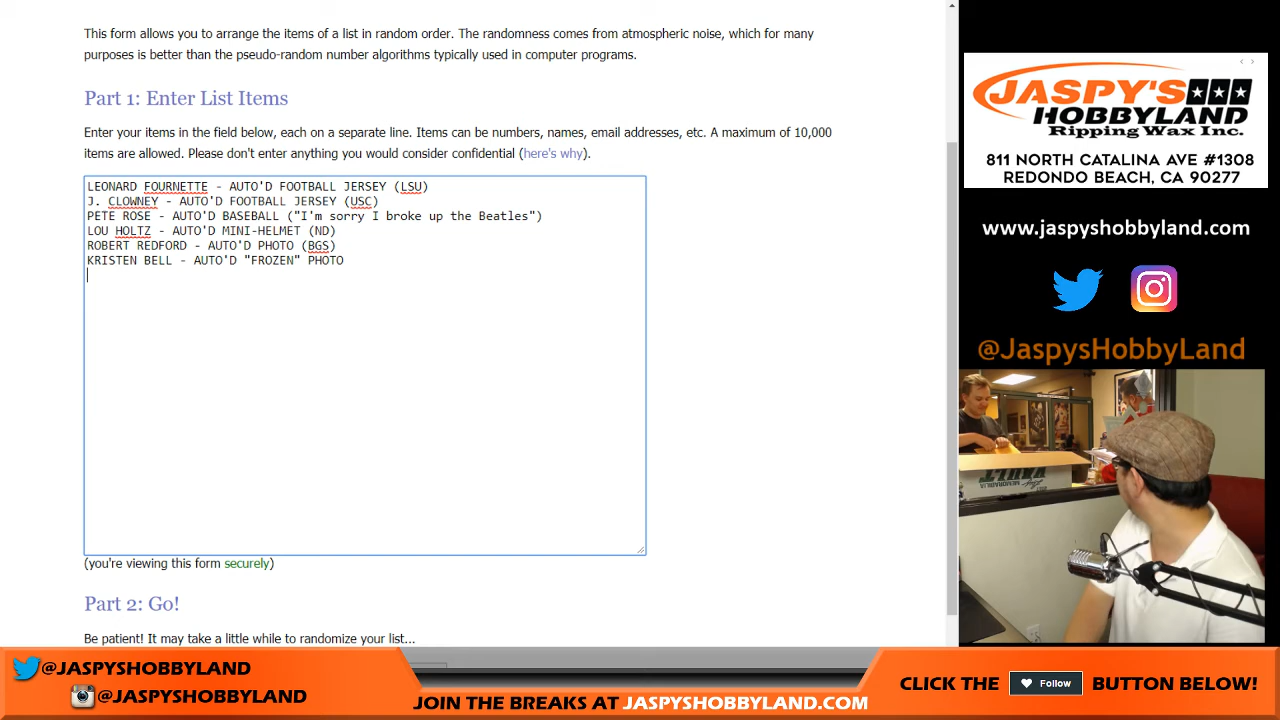 This form allows you to arrange the items of a list in random order. The randomness comes from atmospheric noise, which for many
purposes is better than the pseudo-random number algorithms typically used in computer programs.
Part 1: Enter List Items
Enter your items in the field below, each on a separate line. Items can be numbers, names, email addresses, etc. A maximum of 10,000
items are allowed. Please don't enter anything you would consider confidential (here's why).
LEONARD FOURNETTE - AUTO'D FOOTBALL JERSEY (LSU)
J. CLOWNEY - AUTO'D FOOTBALL JERSEY (USC)
PETE ROSE - AUTO'D BASEBALL ("I'm sorry I broke up the Beatles")
LOU HOLTZ - AUTO'D MINI-HELMET (ND)
ROBERT REDFORD - AUTO'D PHOTO (BGS)
KRISTEN BELL - AUTO'D "FROZEN" PHOTO
(you're viewing this form securely)
Part 2: Go!
Be patient! It may take a little while to randomize your list...
JASPY'S
HOBBYLAND
Ripping Wax Inc.
811 NORTH CATALINA AVE #1308
REDONDO BEACH, CA 90277
www.jaspyshobbyland.com
@JaspysHobbyLand
@JASPYSHOBBYLAND
@JASPYSHOBBYLAND
JOIN THE BREAKS AT JASPYSHOBBYLAND.COM
CLICK THE Follow BUTTON BELOW!